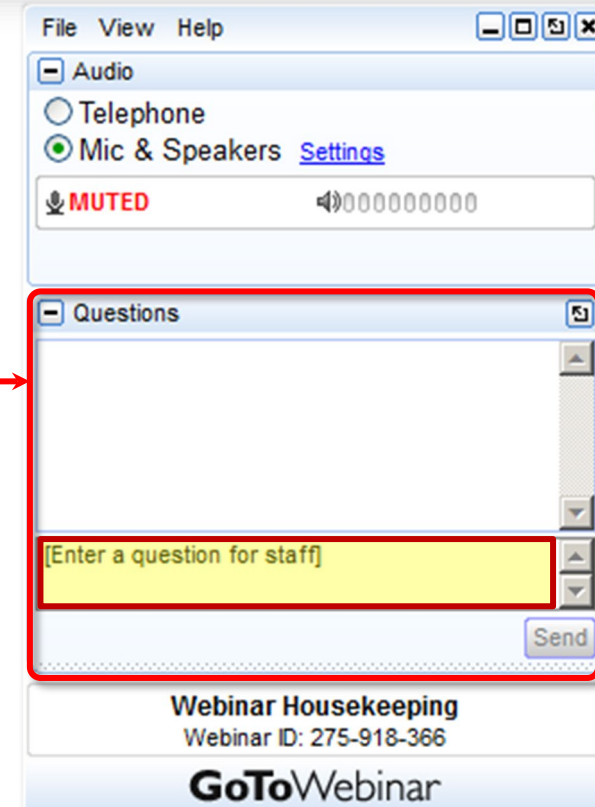 File View Help
Audio
Telephone
Mic & Speakers Settings
MUTED 000000000
Questions
[Enter a question for staff]
Send
Webinar Housekeeping
Webinar ID: 275-918-366
GoToWebinar